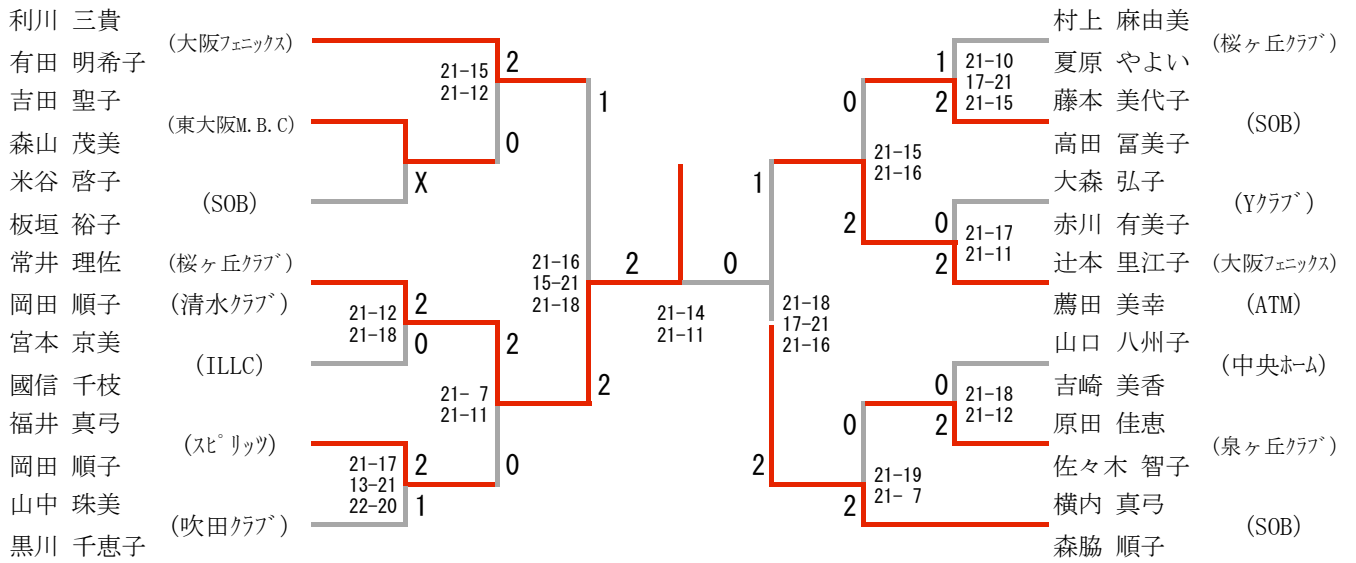 利川 三貴
(大阪フェニックス)
有田 明希子
吉田 聖子
(東大阪M.B.C)
森山 茂美
米谷 啓子
(SOB)
板垣 裕子
常井 理佐
(桜ヶ丘クラブ)
岡田 順子
(清水クラブ)
宮本 京美
(ILLC)
國信 千枝
福井 真弓
(スピリッツ)
岡田 順子
山中 珠美
(吹田クラブ)
黒川 千恵子
21-15
21-12
2
0
X
21-12
21-18
2
0
21-17
13-21
22-20
2
1
21- 7
21-11
2
0
21-16
15-21
21-18
1
2
2
0
21-14
21-11
21-18
17-21
21-16
1
2
21-15
21-16
0
2
21-19
21- 7
0
2
21-10
17-21
21-15
1
2
21-17
21-11
0
2
21-18
21-12
0
2
村上 麻由美
(桜ヶ丘クラブ)
夏原 やよい
藤本 美代子
(SOB)
高田 冨美子
大森 弘子
(Yクラブ)
赤川 有美子
辻本 里江子
(大阪フェニックス)
蔦田 美幸
(ATM)
山口 八州子
(中央ホーム)
吉崎 美香
原田 佳恵
(泉ヶ丘クラブ)
佐々木 智子
横内 真弓
(SOB)
森脇 順子